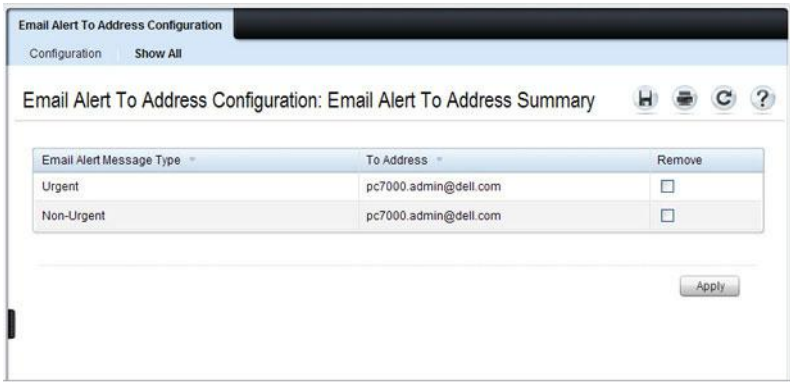 Email Alert To Address Configuration
Configuration Show All
Email Alert To Address Configuration: Email Alert To Address Summary
Email Alert Message Type To Address Remove
Urgent pc7000.admin@dell.com
Non-Urgent pc7000.admin@dell.com
Apply